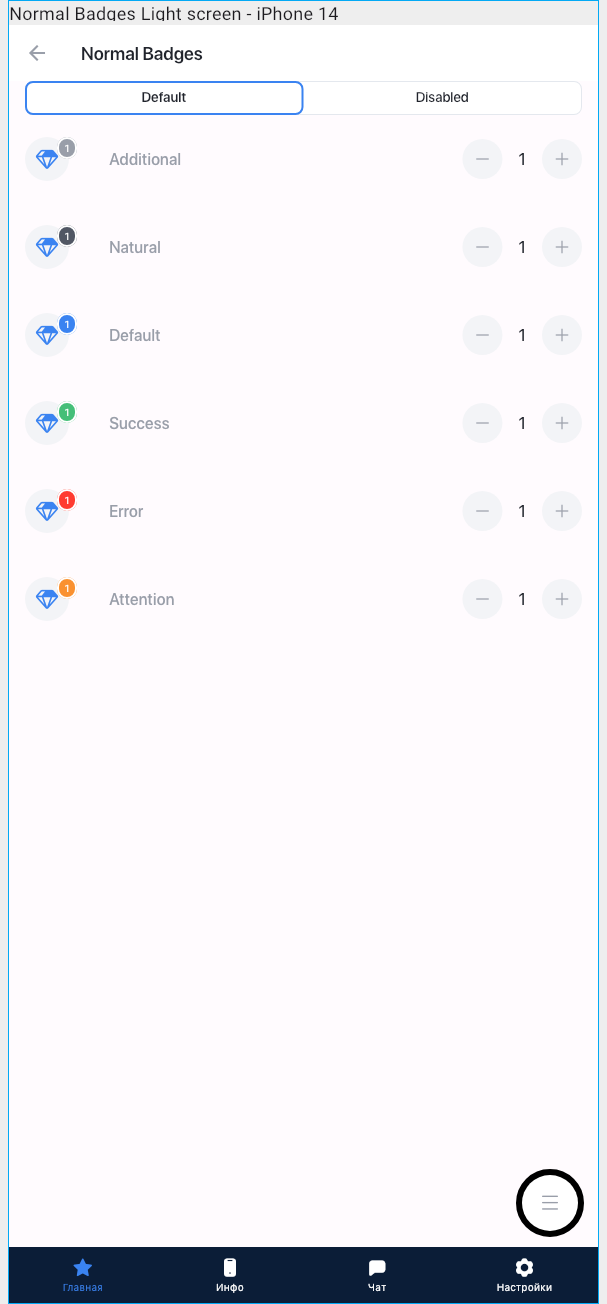 Normal Badges Light screen - iPhone 14
Normal Badges
Default Disabled
1 Additional 1
1 Natural 1
1 Default 1
1 Success 1
1 Error 1
1 Attention 1
Главная Инфо Чат Настройки